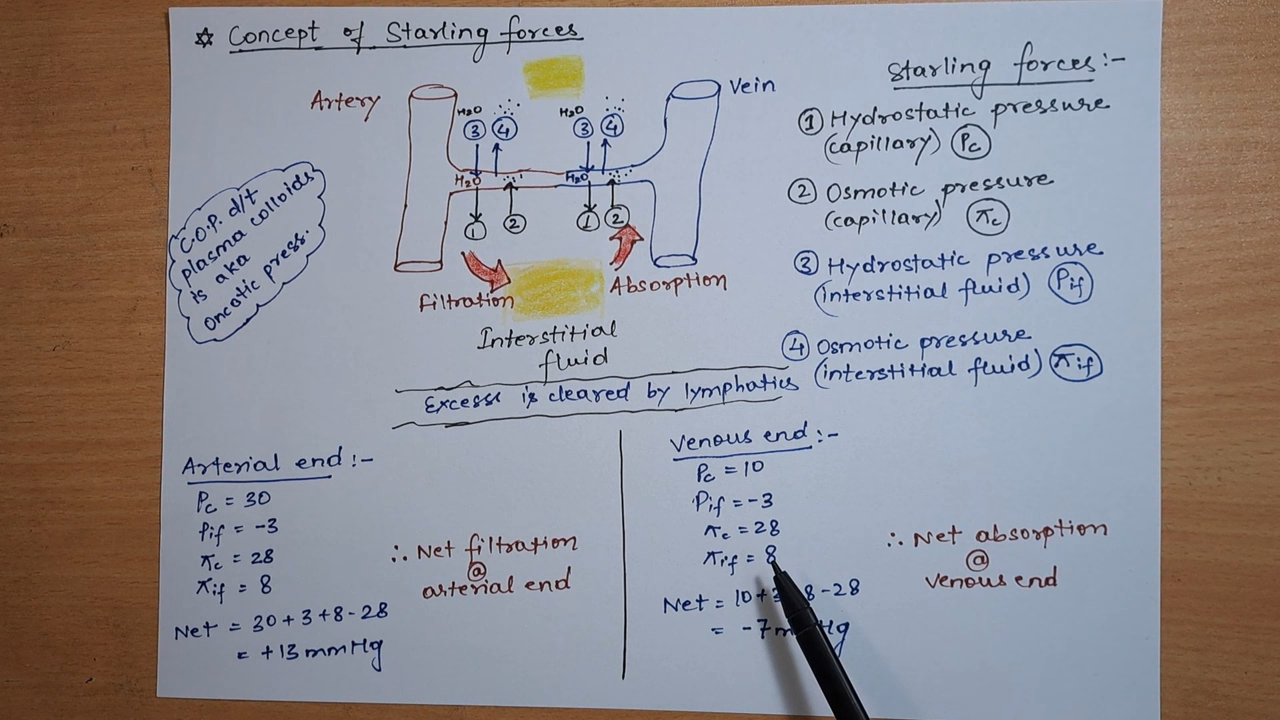 ☆ Concept of Starling forces
Artery
Vein
H₂O
③ ④
H₂O
③ ④
H₂O
H₂O
① ②
① ②
Filtration
Absorption
Interstitial
fluid
Excess is cleared by lymphatics
C.O.P. d/t
plasma colloids
is aka
oncotic press.
Starling forces:-
① Hydrostatic pressure
(capillary) Pc
② Osmotic pressure
(capillary) πc
③ Hydrostatic pressure
(interstitial fluid) Pif
④ Osmotic pressure
(interstitial fluid) πif
Arterial end:-
Pc = 30
Pif = -3
πc = 28
πif = 8
Net = 30+3+8-28
= +13 mmHg
∴ Net filtration
@
arterial end
Venous end:-
Pc = 10
Pif = -3
πc = 28
πif = 8
Net = 10+3 8-28
= -7 m Hg
∴ Net absorption
@
venous end